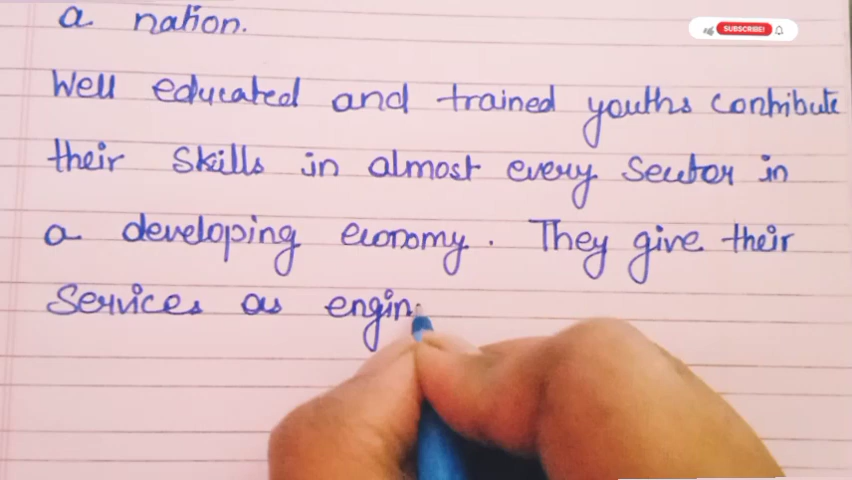 a nation.
SUBSCRIBE!
Well educated and trained youths contribute
their skills in almost every sector in
a developing economy. They give their
services as engin